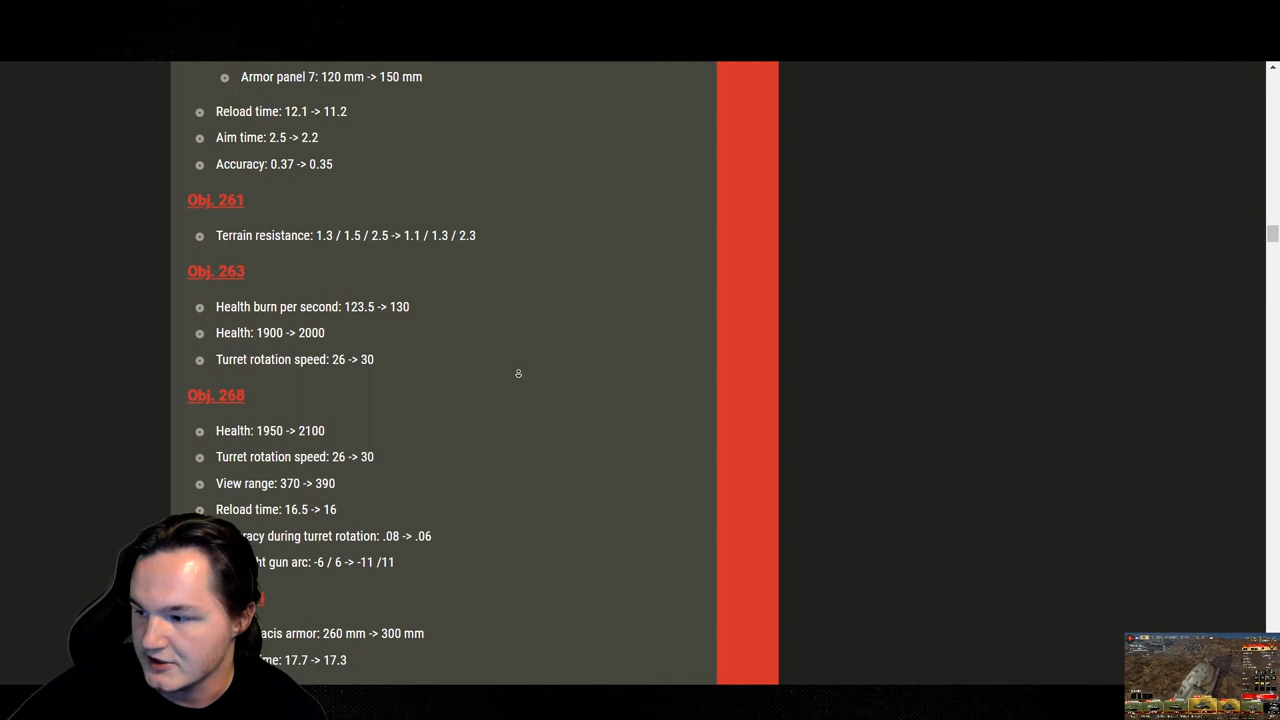 Armor panel 7: 120 mm -> 150 mm
Reload time: 12.1 -> 11.2
Aim time: 2.5 -> 2.2
Accuracy: 0.37 -> 0.35
Obj. 261
Terrain resistance: 1.3 / 1.5 / 2.5 -> 1.1 / 1.3 / 2.3
Obj. 263
Health burn per second: 123.5 -> 130
Health: 1900 -> 2000
Turret rotation speed: 26 -> 30
Obj. 268
Health: 1950 -> 2100
Turret rotation speed: 26 -> 30
View range: 370 -> 390
Reload time: 16.5 -> 16
racy during turret rotation: .08 -> .06
ht gun arc: -6 / 6 -> -11 /11
acis armor: 260 mm -> 300 mm
ime: 17.7 -> 17.3